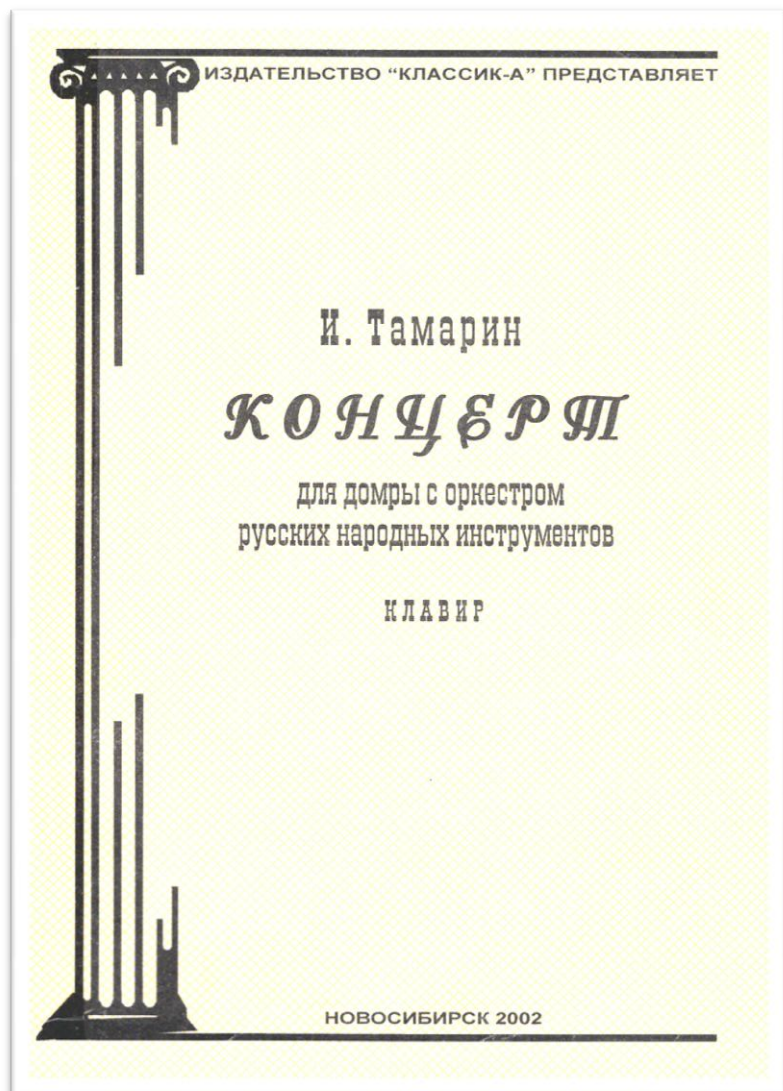 ИЗДАТЕЛЬСТВО “КЛАССИК-А” ПРЕДСТАВЛЯЕТ
И. Тамарин
КОНЦЕРТ
для домры с оркестром
русских народных инструментов
КЛАВИР
НОВОСИБИРСК 2002